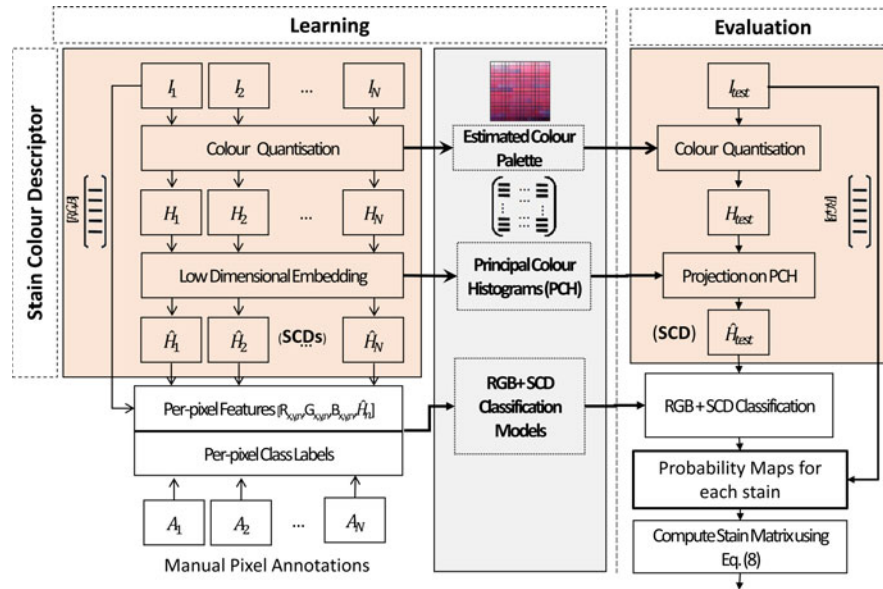 Learning
Evaluation
Stain Colour Descriptor
I1 I2 ... IN
Colour Quantisation
[RGB]
H1 H2 ... HN
Low Dimensional Embedding
Ĥ1 Ĥ2 (SCDs) ... ĤN
Per-pixel Features [Rx,y,n,Gx,y,n,Bx,y,n,Ĥn]
Per-pixel Class Labels
A1 A2 ... AN
Manual Pixel Annotations
Estimated Colour
Palette
... ...
... ...
Principal Colour
Histograms (PCH)
RGB+ SCD
Classification
Models
Itest
Colour Quantisation
[RGB]
Htest
Projection on PCH
(SCD) Ĥtest
RGB + SCD Classification
Probability Maps for
each stain
Compute Stain Matrix using
Eq. (8)